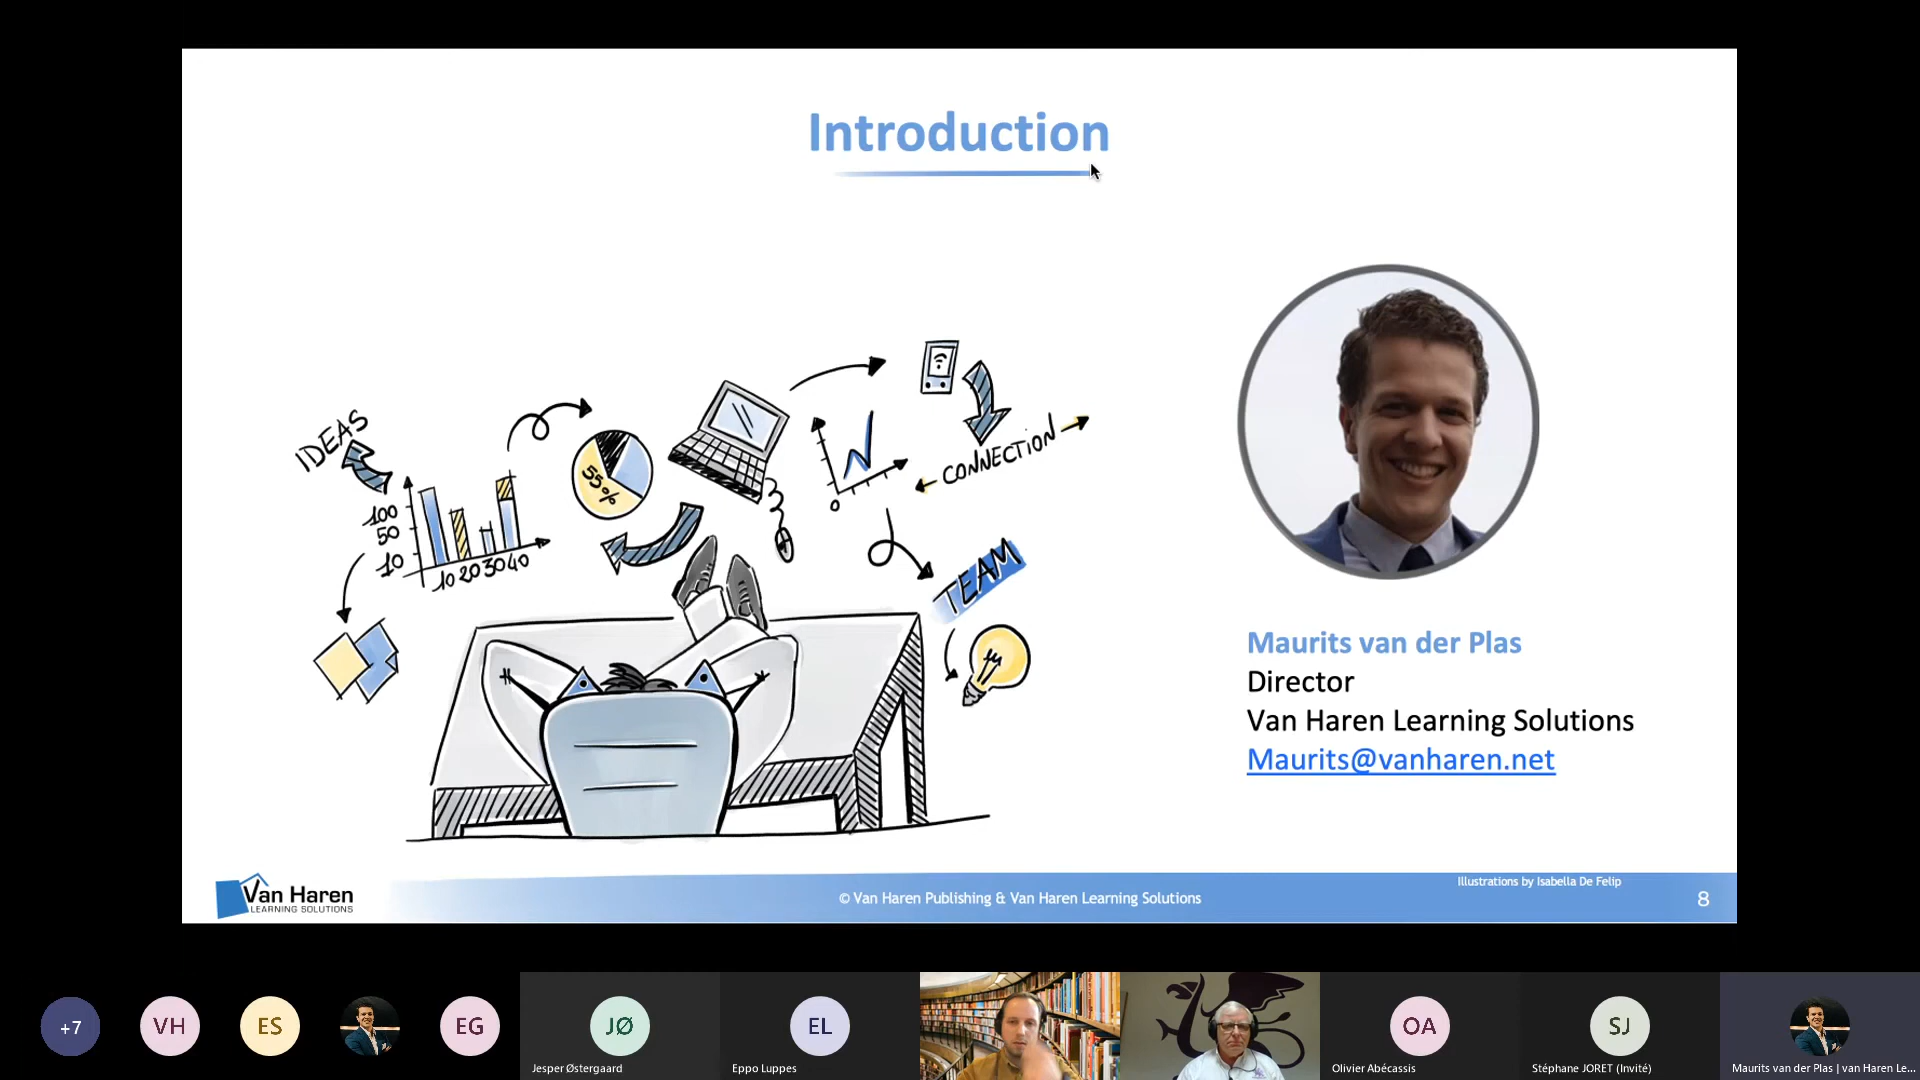 Introduction
IDEAS
100
50
10
10 20 30 40
55%
0
CONNECTION
TEAM
Maurits van der Plas
Director
Van Haren Learning Solutions
Maurits@vanharen.net
Van Haren
LEARNING SOLUTIONS
© Van Haren Publishing & Van Haren Learning Solutions
Illustrations by Isabella De Felip
8
+7
VH
ES
EG
JØ
EL
OA
SJ
Jesper Østergaard
Eppo Luppes
Olivier Abécassis
Stéphane JORET (Invité)
Maurits van der Plas | van Haren Le...